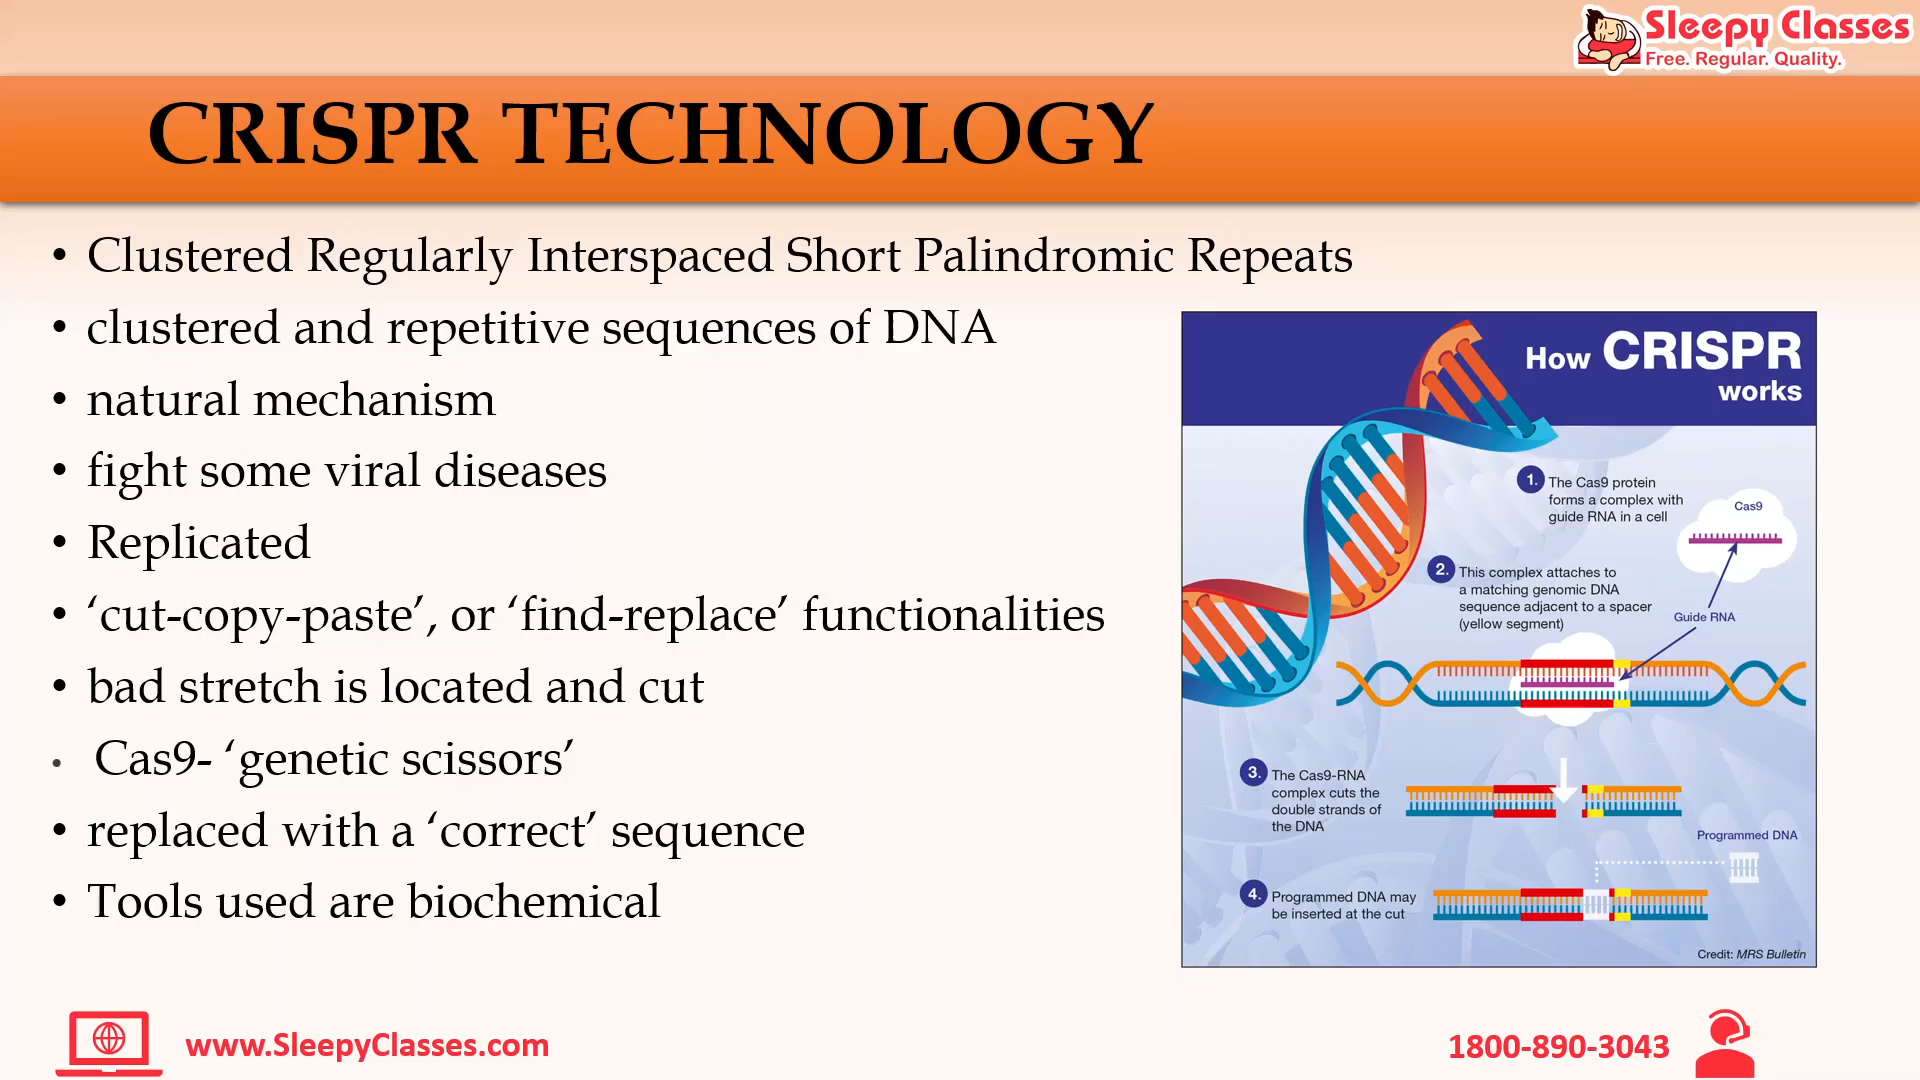 Sleepy Classes
Free. Regular. Quality.
CRISPR TECHNOLOGY
• Clustered Regularly Interspaced Short Palindromic Repeats
• clustered and repetitive sequences of DNA
• natural mechanism
• fight some viral diseases
• Replicated
• ‘cut-copy-paste’, or ‘find-replace’ functionalities
• bad stretch is located and cut
• Cas9- ‘genetic scissors’
• replaced with a ‘correct’ sequence
• Tools used are biochemical
How CRISPR
works
1. The Cas9 protein
forms a complex with
guide RNA in a cell
Cas9
2. This complex attaches to
a matching genomic DNA
sequence adjacent to a spacer
(yellow segment)
Guide RNA
3. The Cas9-RNA
complex cuts the
double strands of
the DNA
Programmed DNA
4. Programmed DNA may
be inserted at the cut
Credit: MRS Bulletin
www.SleepyClasses.com
1800-890-3043